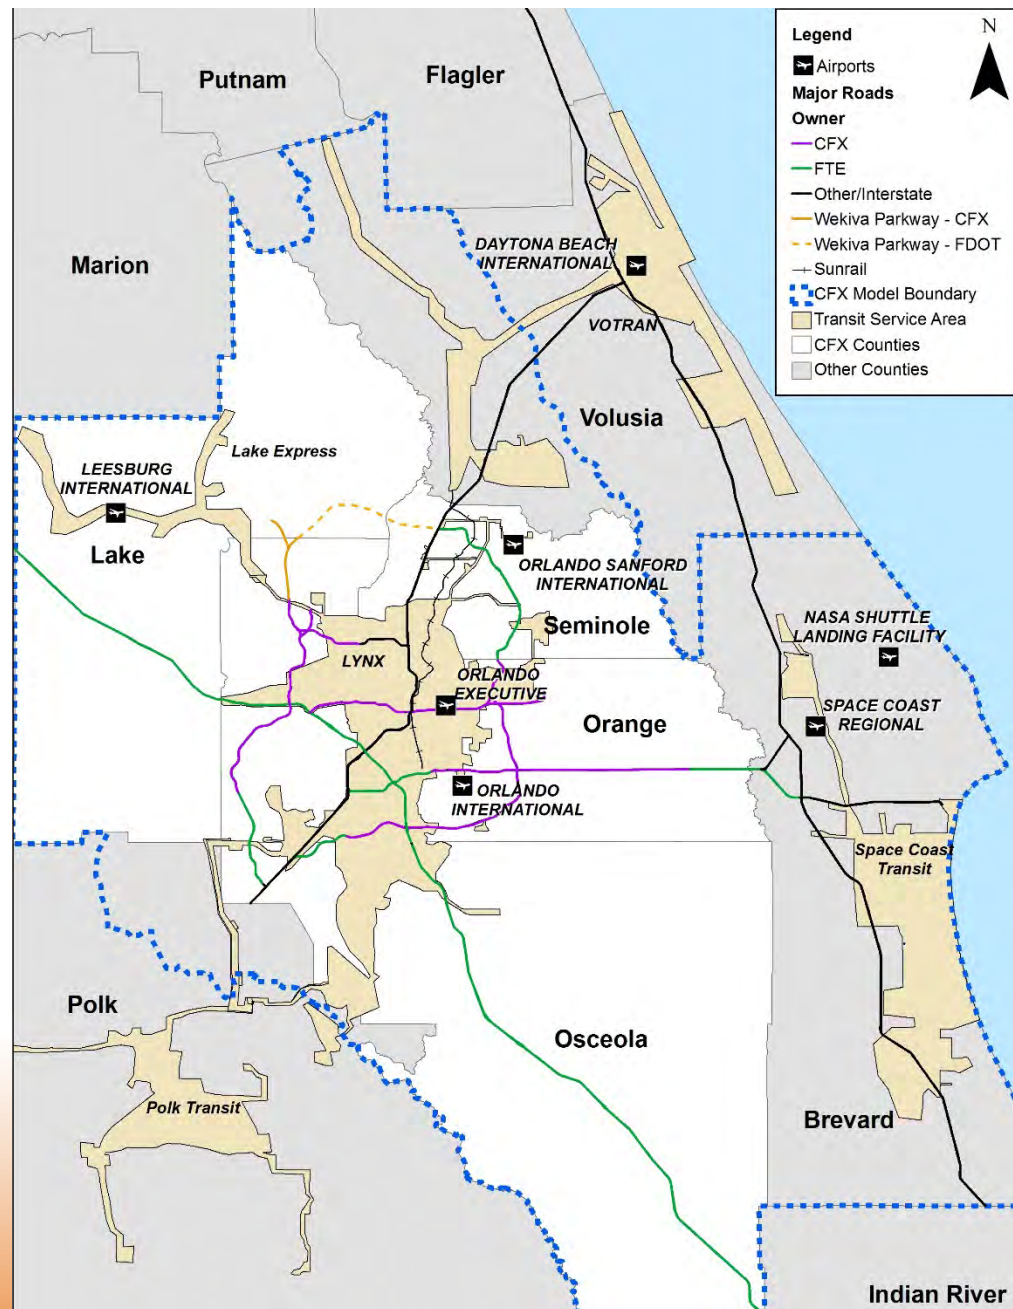 Legend
N
Airports
Major Roads
Owner
CFX
FTE
Other/Interstate
Wekiva Parkway - CFX
Wekiva Parkway - FDOT
Sunrail
CFX Model Boundary
Transit Service Area
CFX Counties
Other Counties
Putnam
Flagler
Marion
DAYTONA BEACH
INTERNATIONAL
VOTRAN
Volusia
Lake Express
LEESBURG
INTERNATIONAL
Lake
ORLANDO SANFORD
INTERNATIONAL
Seminole
NASA SHUTTLE
LANDING FACILITY
LYNX
ORLANDO
EXECUTIVE
Orange
SPACE COAST
REGIONAL
ORLANDO
INTERNATIONAL
Space Coast
Transit
Polk
Osceola
Polk Transit
Brevard
Indian River